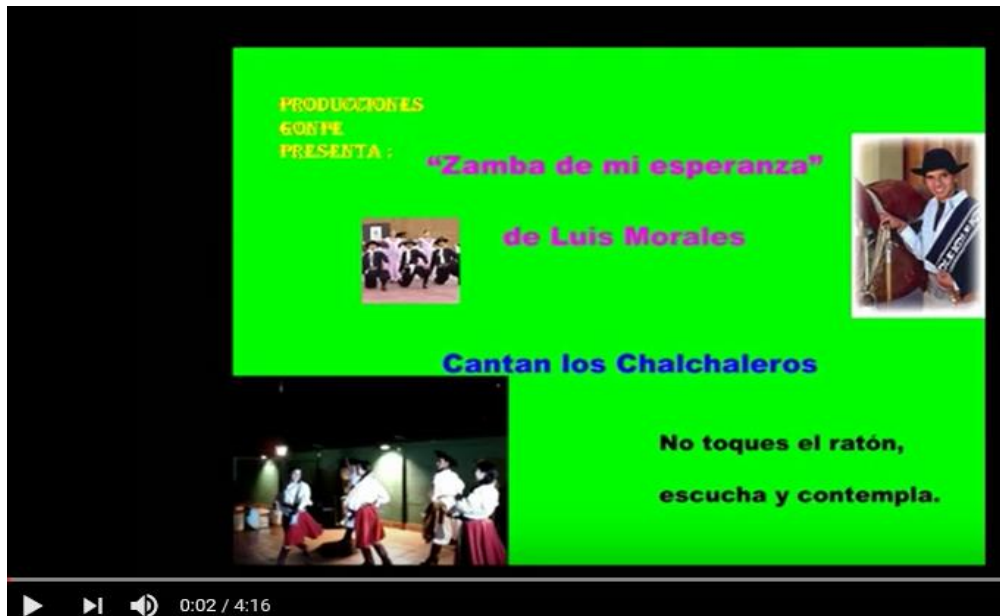 PRODUCCIONES
GONPE
PRESENTA :
“Zamba de mi esperanza”
de Luis Morales
Cantan los Chalchaleros
No toques el ratón,
escucha y contempla.
0:02 / 4:16